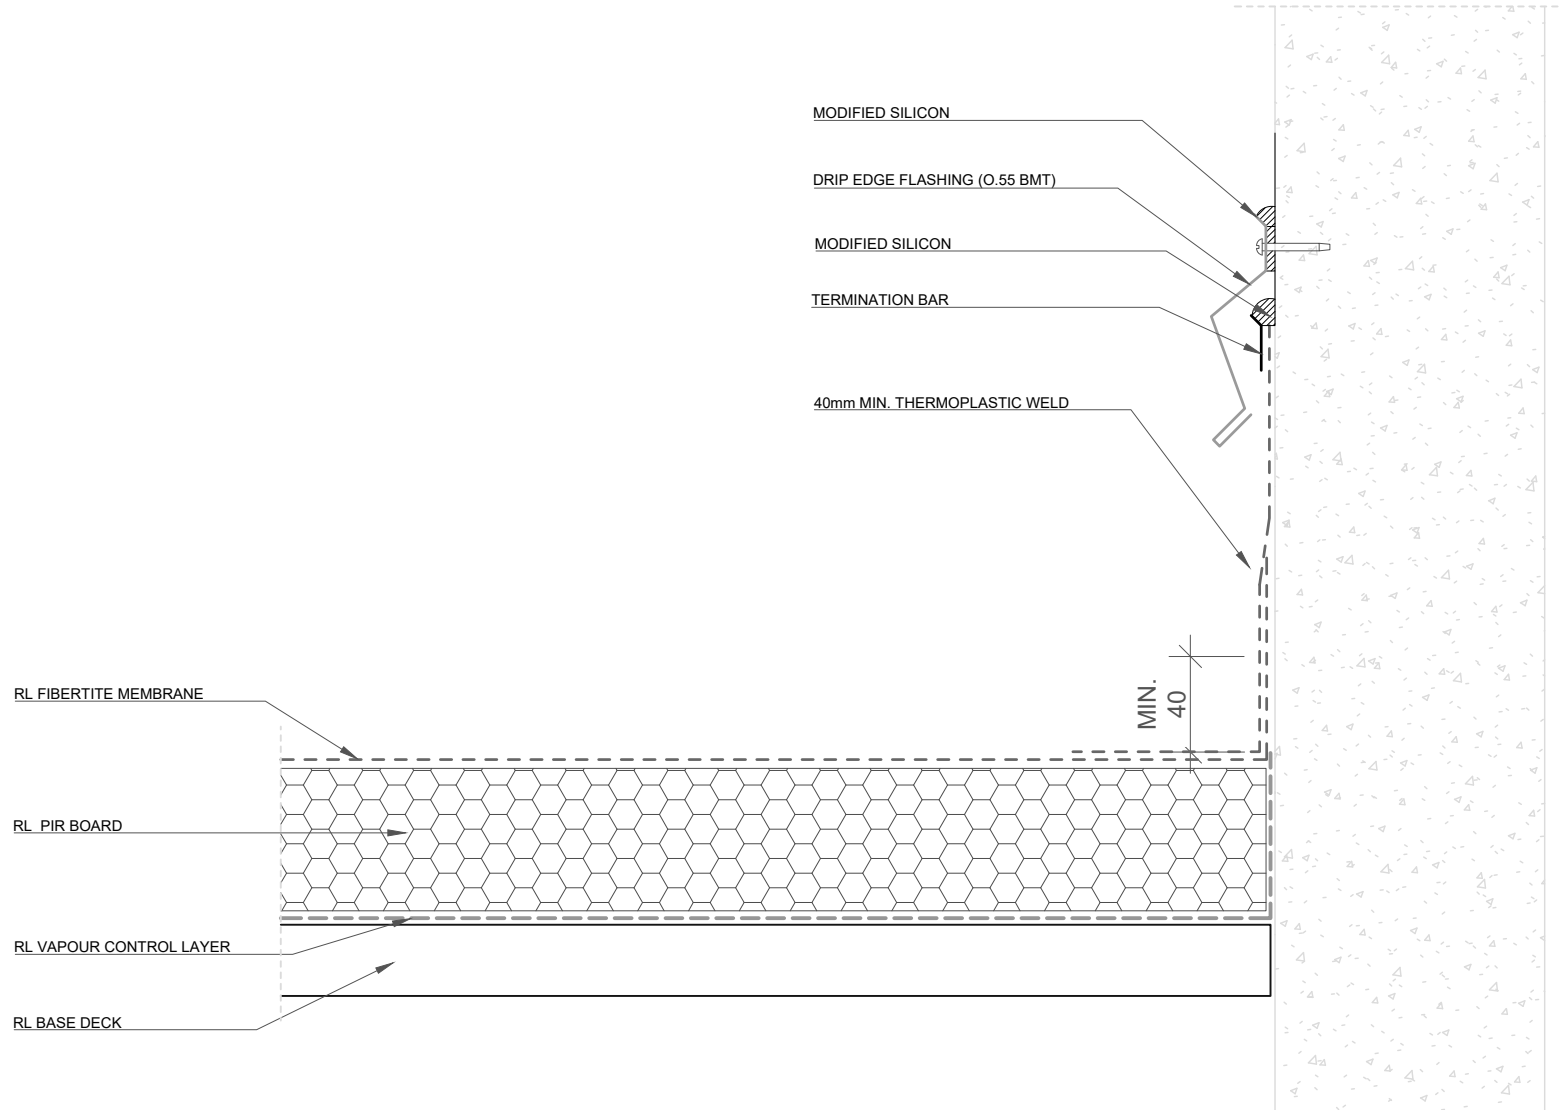 MODIFIED SILICON
DRIP EDGE FLASHING (O.55 BMT)
MODIFIED SILICON
TERMINATION BAR
40mm MIN. THERMOPLASTIC WELD
MIN.
40
RL FIBERTITE MEMBRANE
RL PIR BOARD
RL VAPOUR CONTROL LAYER
RL BASE DECK